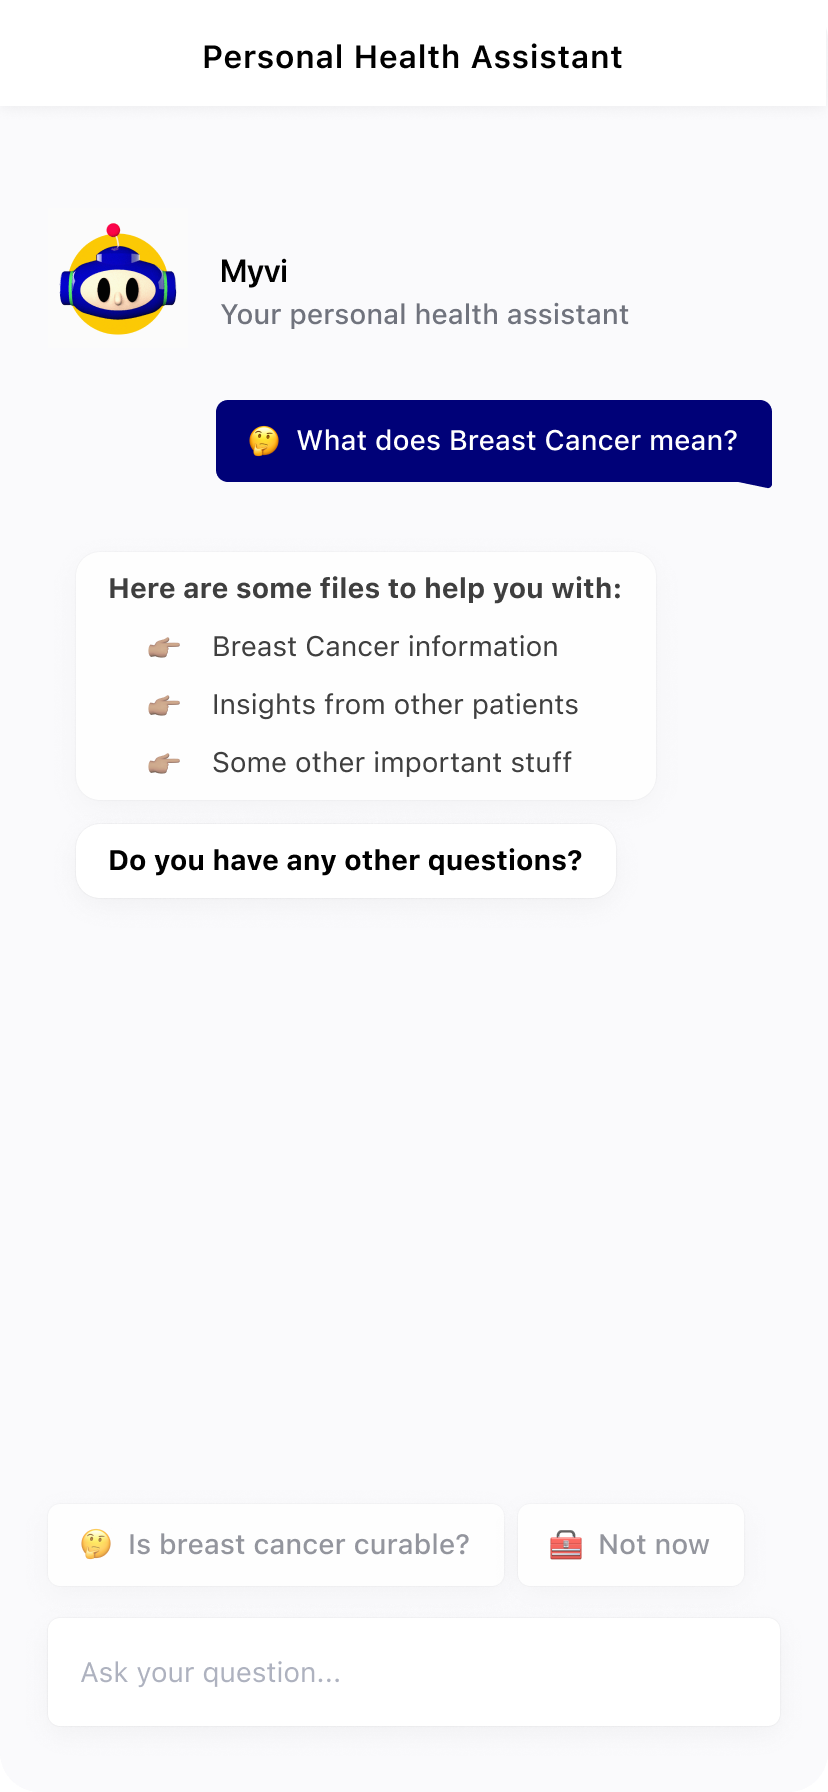 Personal Health Assistant
Myvi
Your personal health assistant
🤔 What does Breast Cancer mean?
Here are some files to help you with:
👉🏽 Breast Cancer information
👉🏽 Insights from other patients
👉🏽 Some other important stuff
Do you have any other questions?
🤔 Is breast cancer curable?
🧰 Not now
Ask your question...